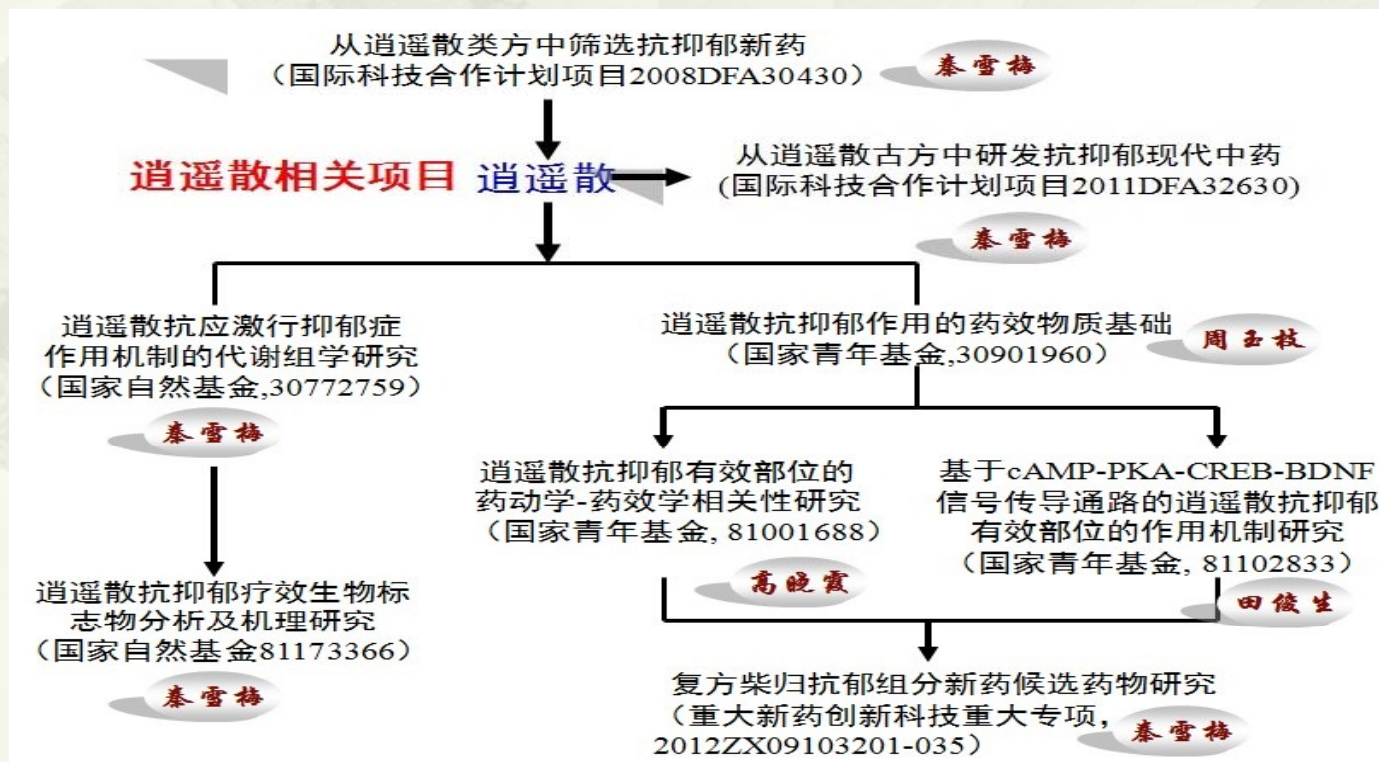 从逍遥散类方中筛选抗抑郁新药
（国际科技合作计划项目2008DFA30430）
秦雪梅
逍遥散相关项目
逍遥散
从逍遥散古方中研发抗抑郁现代中药
(国际科技合作计划项目2011DFA32630)
秦雪梅
逍遥散抗应激行抑郁症
作用机制的代谢组学研究
（国家自然基金,30772759）
秦雪梅
逍遥散抗抑郁作用的药效物质基础
（国家青年基金,30901960）
周玉枝
逍遥散抗抑郁有效部位的
药动学-药效学相关性研究
（国家青年基金, 81001688）
高晓霞
基于cAMP-PKA-CREB-BDNF
信号传导通路的逍遥散抗抑郁
有效部位的作用机制研究
（国家青年基金, 81102833）
田俊生
逍遥散抗抑郁疗效生物标
志物分析及机理研究
（国家自然基金81173366）
秦雪梅
复方柴归抗郁组分新药候选药物研究
（重大新药创新科技重大专项，
2012ZX09103201-035）
秦雪梅